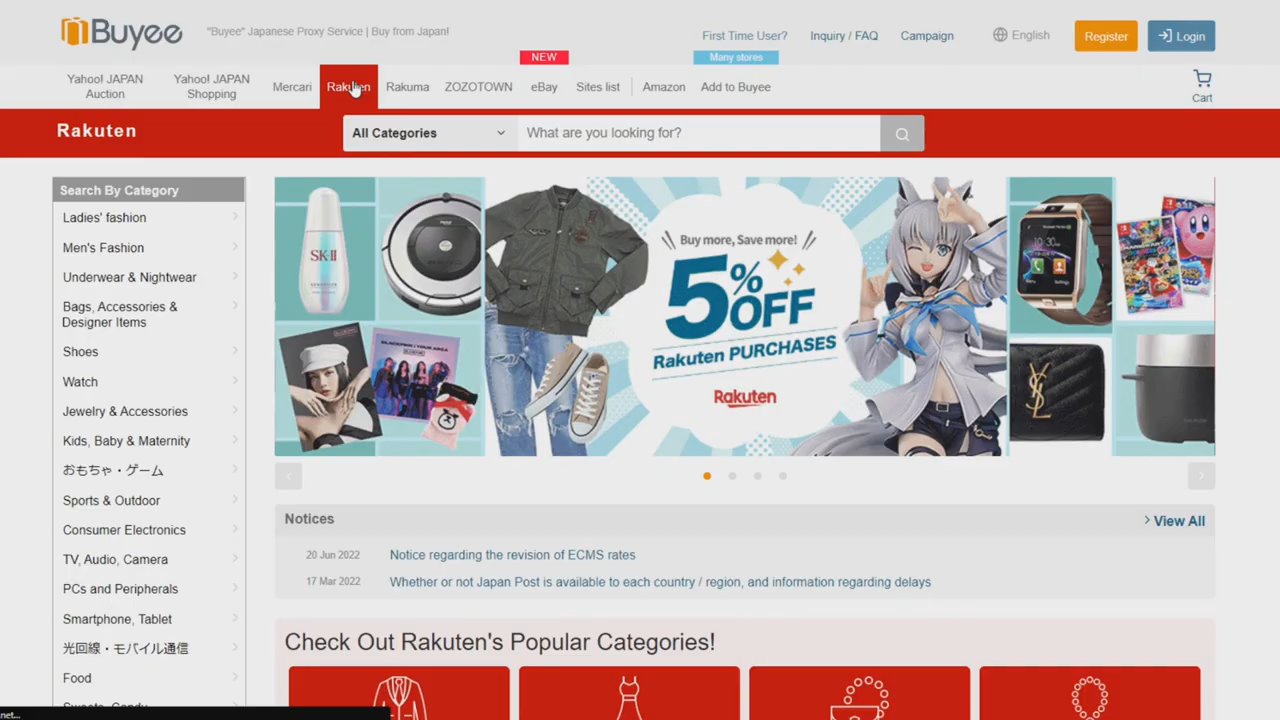 Buyee
"Buyee" Japanese Proxy Service | Buy from Japan!
First Time User?
Inquiry / FAQ
Campaign
English
Register
Login
NEW
Many stores
Yahoo! JAPAN
Auction
Yahoo! JAPAN
Shopping
Mercari
Rakuten
Rakuma
ZOZOTOWN
eBay
Sites list
Amazon
Add to Buyee
Cart
Rakuten
All Categories
What are you looking for?
Search By Category
Ladies' fashion
Men's Fashion
Underwear & Nightwear
Bags, Accessories &
Designer Items
Shoes
Watch
Jewelry & Accessories
Kids, Baby & Maternity
おもちゃ・ゲーム
Sports & Outdoor
Consumer Electronics
TV, Audio, Camera
PCs and Peripherals
Smartphone, Tablet
光回線・モバイル通信
Food
Sweets, Candy
SK-II
Buy more, Save more!
5% OFF
Rakuten PURCHASES
Rakuten
10:30
Notices
View All
20 Jun 2022
Notice regarding the revision of ECMS rates
17 Mar 2022
Whether or not Japan Post is available to each country / region, and information regarding delays
Check Out Rakuten's Popular Categories!
net...